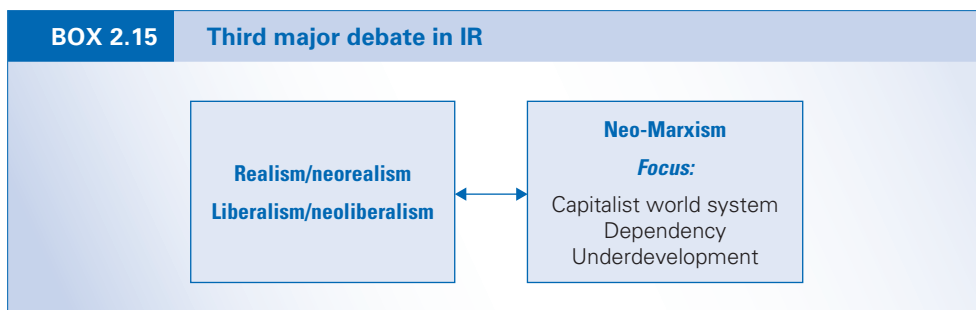 BOX 2.15 Third major debate in IR
Realism/neorealism
Liberalism/neoliberalism
Neo-Marxism
Focus:
Capitalist world system
Dependency
Underdevelopment